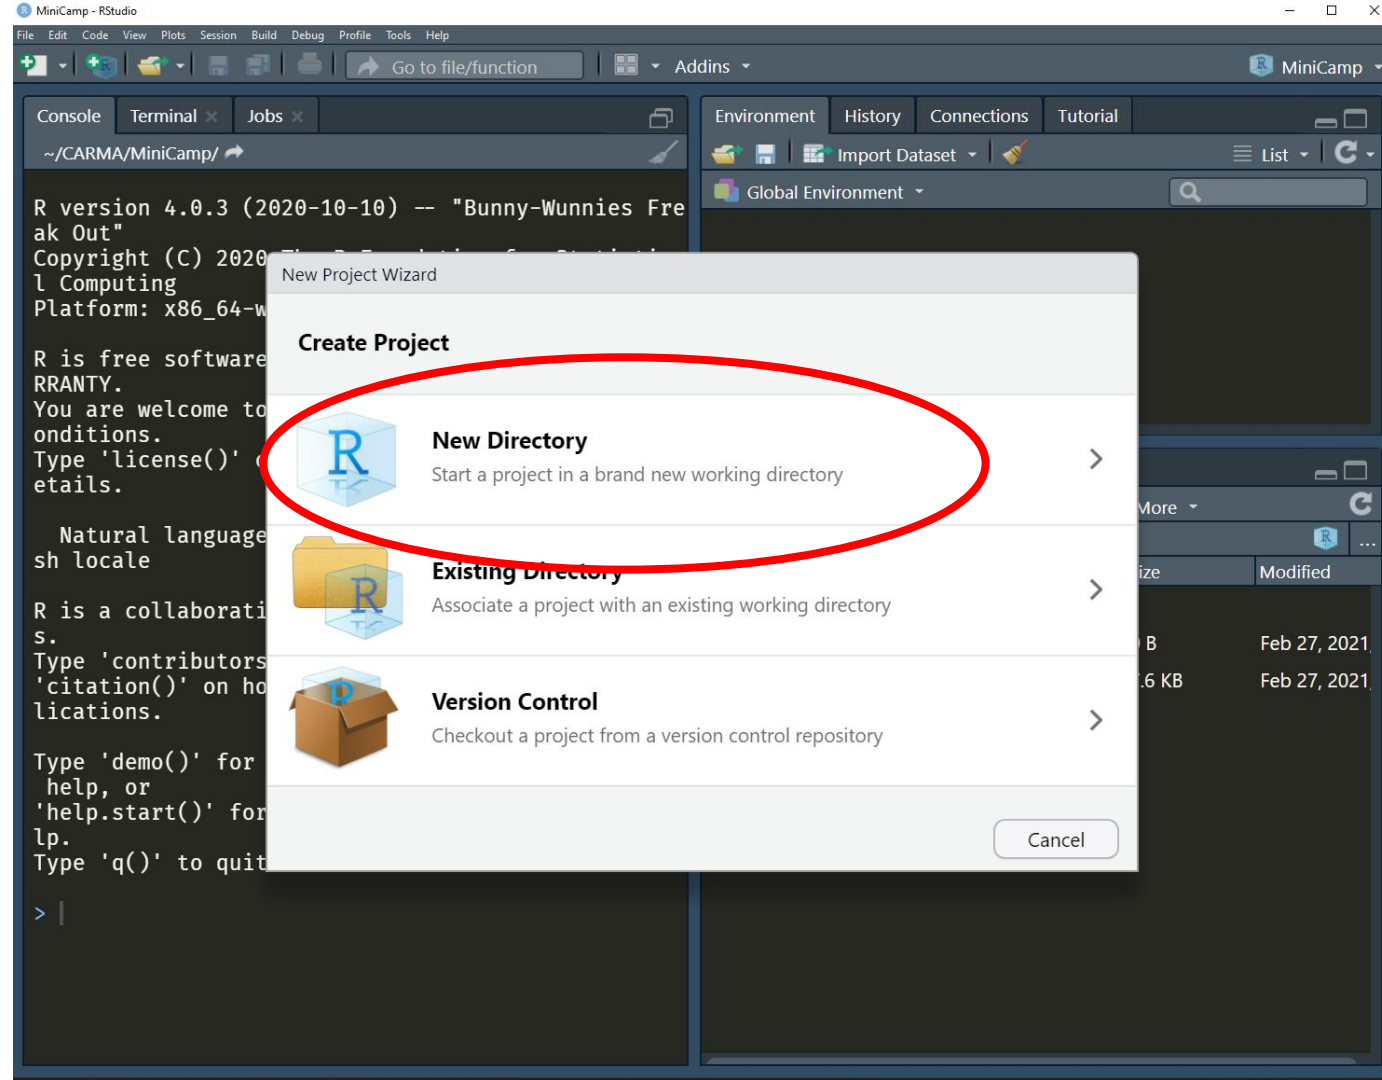 MiniCamp - RStudio
File Edit Code View Plots Session Build Debug Profile Tools Help
Go to file/function
Addins
MiniCamp
Console Terminal Jobs
~/CARMA/MiniCamp/
R version 4.0.3 (2020-10-10) -- "Bunny-Wunnies Fre
ak Out"
Copyright (C) 2020
l Computing
Platform: x86_64-w
R is free software
RRANTY.
You are welcome to
onditions.
Type 'license()'
etails.
Natural language
sh locale
R is a collaborati
s.
Type 'contributors
'citation()' on ho
lications.
Type 'demo()' for
help, or
'help.start()' for
lp.
Type 'q()' to quit
>
Environment History Connections Tutorial
Import Dataset
List
Global Environment
New Project Wizard
Create Project
R
New Directory
Start a project in a brand new working directory
R
Existing Directory
Associate a project with an existing working directory
Version Control
Checkout a project from a version control repository
Cancel
More
...
ize Modified
B Feb 27, 2021,
.6 KB Feb 27, 2021,